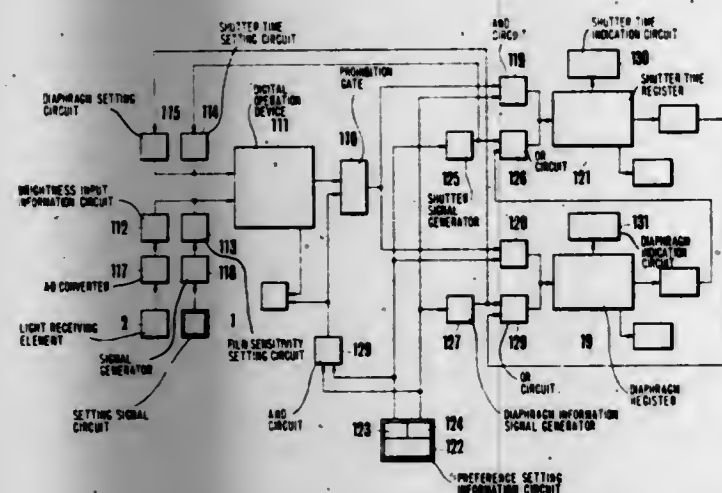 SHUTTER TIME
SETTING CIRCUIT
DIAPHRAGM SETTING
CIRCUIT
115
114
DIGITAL
OPERATION
DEVICE
111
PROHIBITION
GATE
116
AND
CIRCUIT
119
SHUTTER TIME
INDICATION CIRCUIT
130
SHUTTER TIME
REGISTER
125
SHUTTER
SIGNAL
GENERATOR
126
OR
CIRCUIT
121
BRIGHTNESS INPUT
INFORMATION CIRCUIT
112
113
117
118
A-D CONVERTER
LIGHT RECEIVING
ELEMENT
2
1
SIGNAL
GENERATOR
FILM SENSITIVITY
SETTING CIRCUIT
SETTING SIGNAL
CIRCUIT
129
AND
CIRCUIT
120
131
DIAPHRAGM
INDICATION
CIRCUIT
127
129
OR
CIRCUIT
19
DIAPHRAGM
REGISTER
DIAPHRAGM INFORMATION
SIGNAL GENERATOR
123
124
122
PREFERENCE SETTING
INFORMATION CIRCUIT